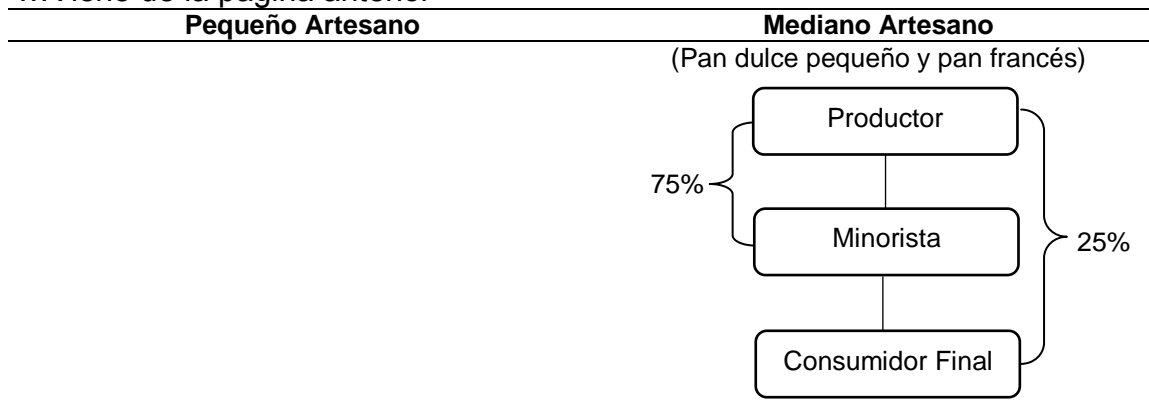 Pequeño Artesano Mediano Artesano
(Pan dulce pequeño y pan francés)
Productor
75%
Minorista
25%
Consumidor Final